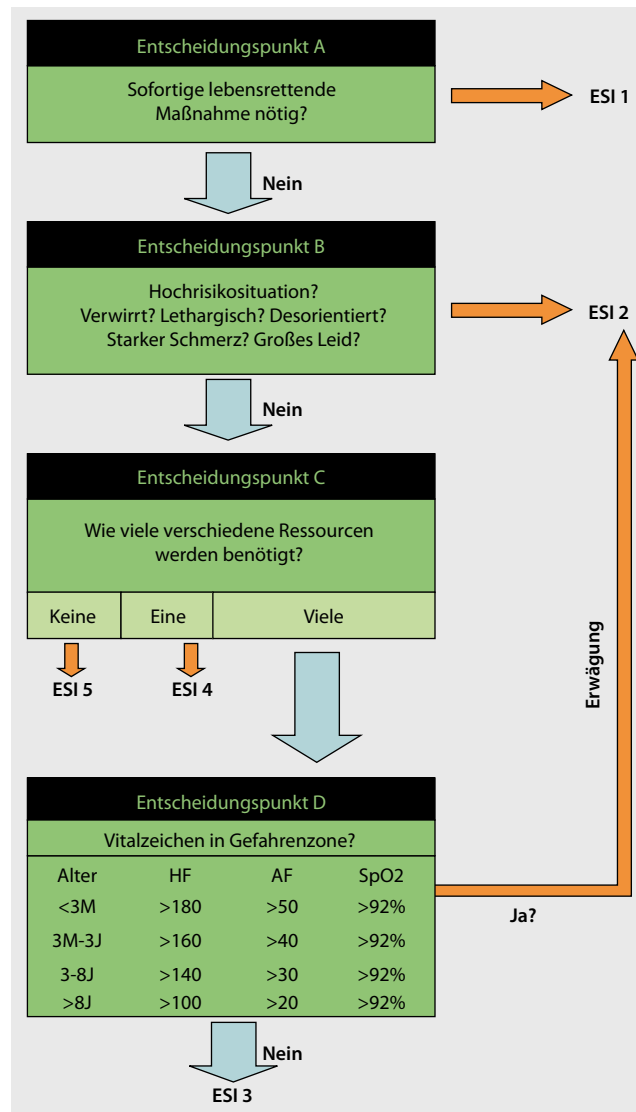 Entscheidungspunkt A
Sofortige lebensrettende
Maßnahme nötig?
ESI 1
Nein
Entscheidungspunkt B
Hochrisikosituation?
Verwirrt? Lethargisch? Desorientiert?
Starker Schmerz? Großes Leid?
ESI 2
Nein
Entscheidungspunkt C
Wie viele verschiedene Ressourcen
werden benötigt?
Keine Eine Viele
ESI 5 ESI 4
Erwägung
Entscheidungspunkt D
Vitalzeichen in Gefahrenzone?
Alter HF AF SpO2
<3M >180 >50 >92%
3M-3J >160 >40 >92%
3-8J >140 >30 >92%
>8J >100 >20 >92%
Ja?
Nein
ESI 3